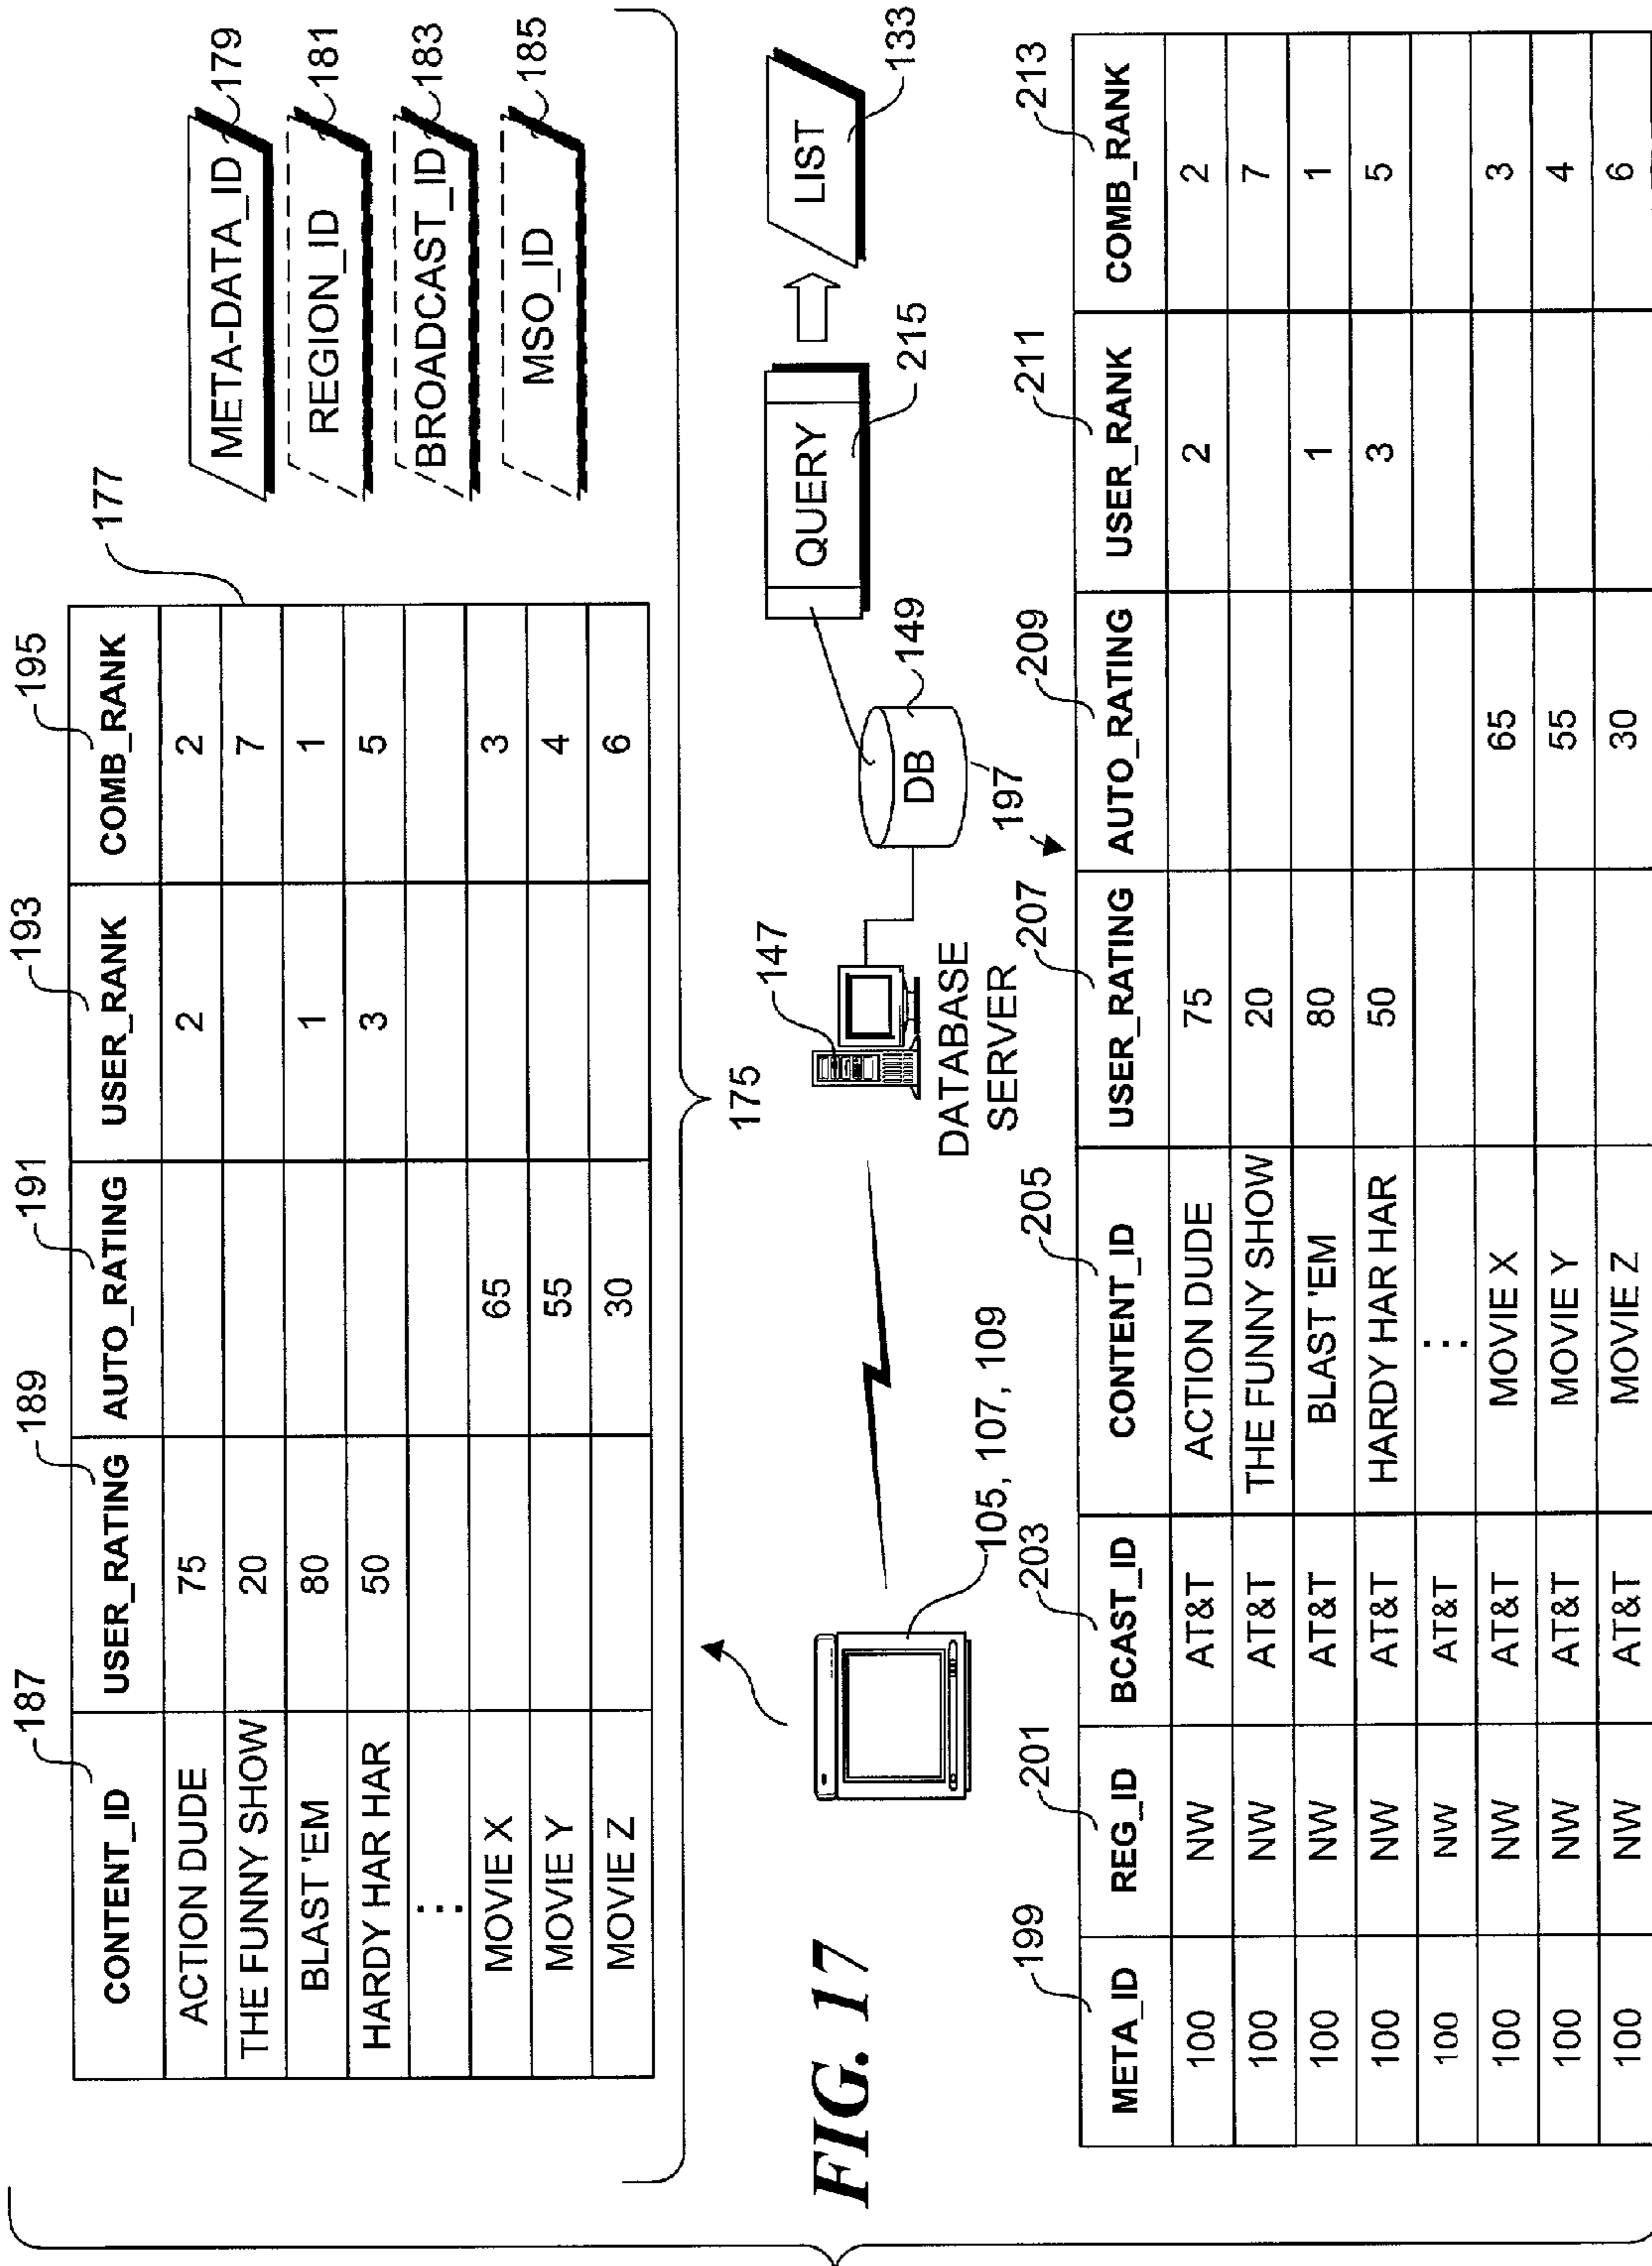 187
189
191
193
195
177
CONTENT_ID USER_RATING AUTO_RATING USER_RANK COMB_RANK
ACTION DUDE 75 2 2
THE FUNNY SHOW 20 7
BLAST 'EM 80 1 1
HARDY HAR HAR 50 3 5
⋮
MOVIE X 65 3
MOVIE Y 55 4
MOVIE Z 30 6
META-DATA_ID 179
REGION_ID 181
BROADCAST_ID 183
MSO_ID 185
175
FIG. 17
105, 107, 109
147
DATABASE
SERVER
DB
149
QUERY
215
LIST
133
197
199
201
203
205
207
209
211
213
META_ID REG_ID BCAST_ID CONTENT_ID USER_RATING AUTO_RATING USER_RANK COMB_RANK
100 NW AT&T ACTION DUDE 75 2 2
100 NW AT&T THE FUNNY SHOW 20 7
100 NW AT&T BLAST 'EM 80 1 1
100 NW AT&T HARDY HAR HAR 50 3 5
100 NW AT&T ⋮
100 NW AT&T MOVIE X 65 3
100 NW AT&T MOVIE Y 55 4
100 NW AT&T MOVIE Z 30 6